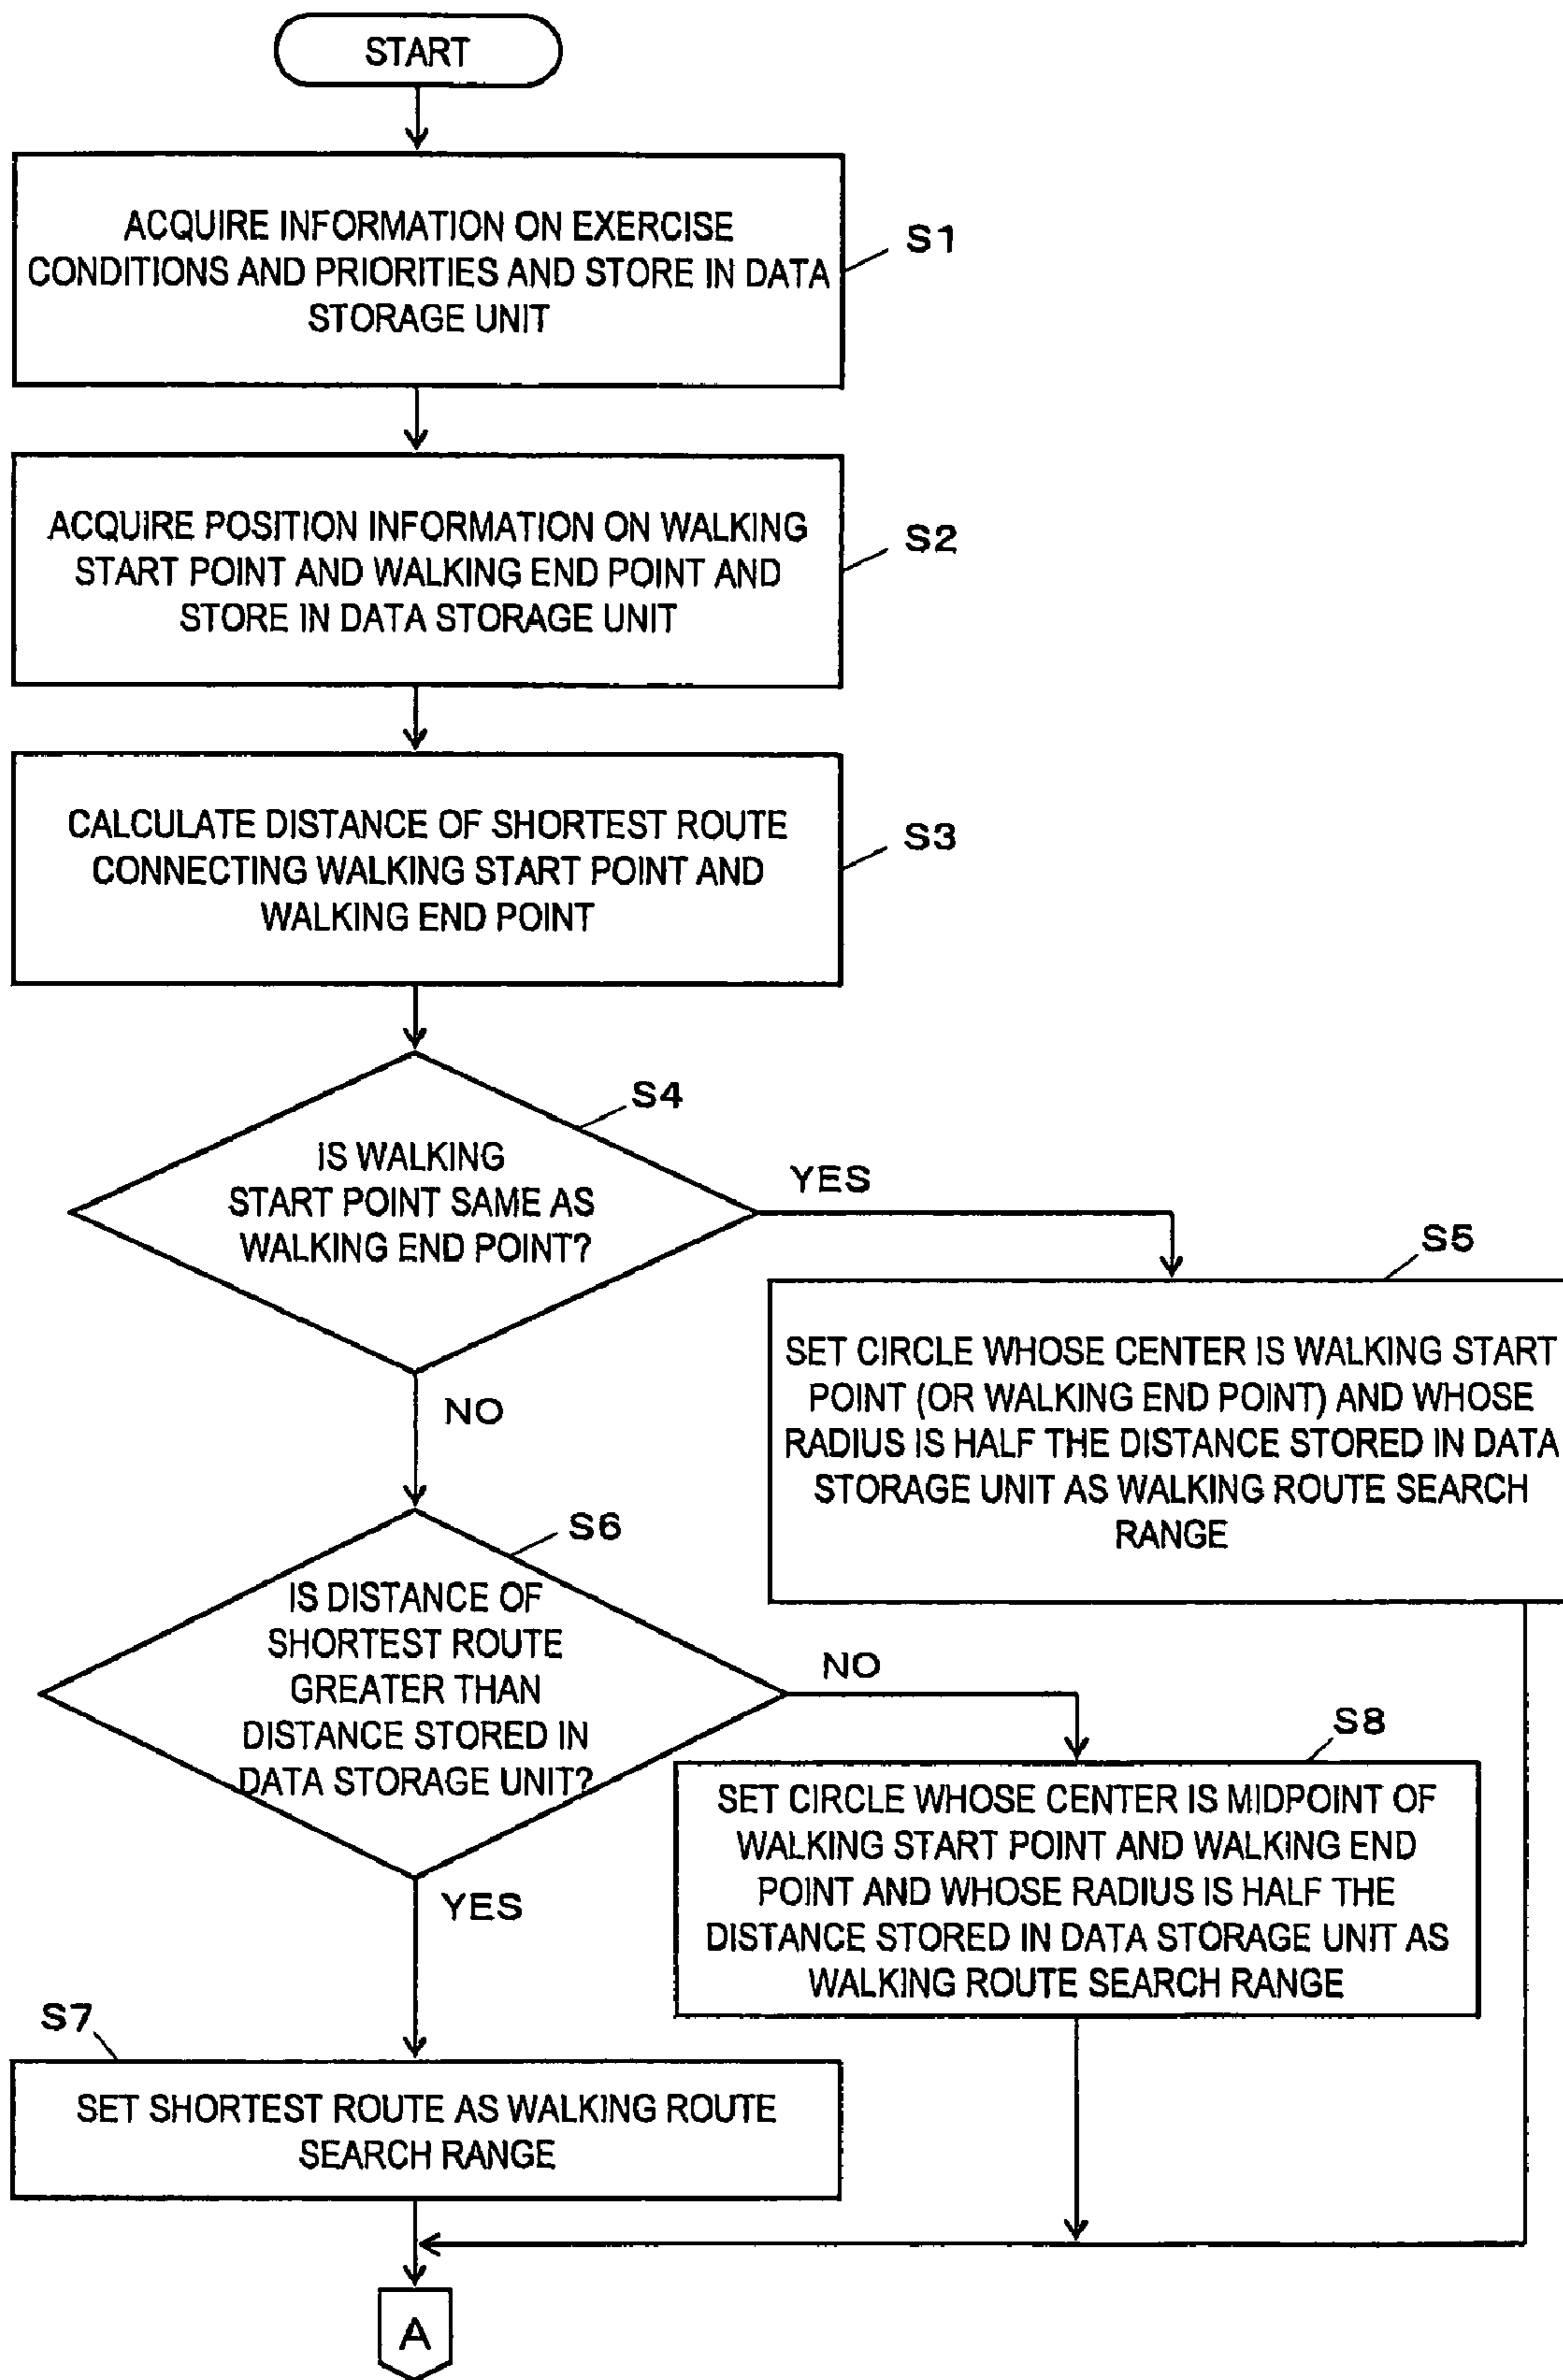 START
ACQUIRE INFORMATION ON EXERCISE
CONDITIONS AND PRIORITIES AND STORE IN DATA
STORAGE UNIT
S1
ACQUIRE POSITION INFORMATION ON WALKING
START POINT AND WALKING END POINT AND
STORE IN DATA STORAGE UNIT
S2
CALCULATE DISTANCE OF SHORTEST ROUTE
CONNECTING WALKING START POINT AND
WALKING END POINT
S3
S4
IS WALKING
START POINT SAME AS
WALKING END POINT?
YES
NO
S5
SET CIRCLE WHOSE CENTER IS WALKING START
POINT (OR WALKING END POINT) AND WHOSE
RADIUS IS HALF THE DISTANCE STORED IN DATA
STORAGE UNIT AS WALKING ROUTE SEARCH
RANGE
S6
IS DISTANCE OF
SHORTEST ROUTE
GREATER THAN
DISTANCE STORED IN
DATA STORAGE UNIT?
NO
YES
S8
SET CIRCLE WHOSE CENTER IS MIDPOINT OF
WALKING START POINT AND WALKING END
POINT AND WHOSE RADIUS IS HALF THE
DISTANCE STORED IN DATA STORAGE UNIT AS
WALKING ROUTE SEARCH RANGE
S7
SET SHORTEST ROUTE AS WALKING ROUTE
SEARCH RANGE
A